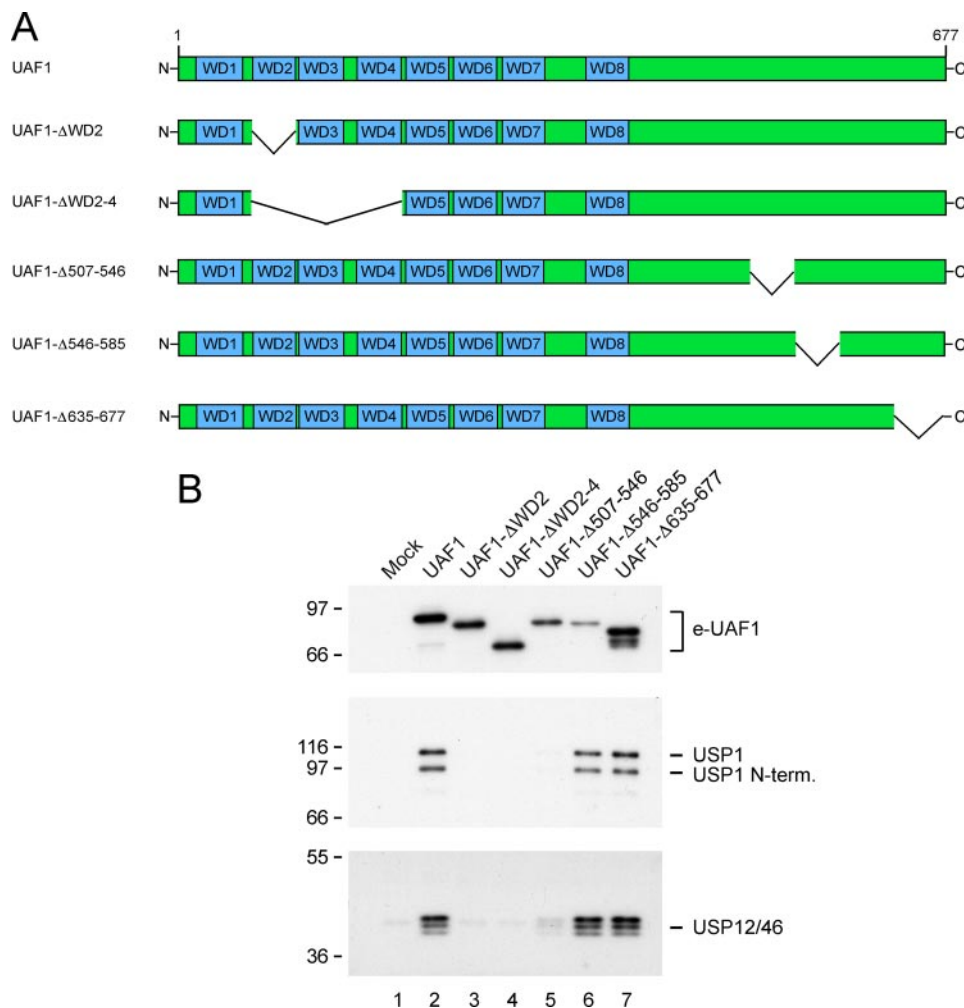 A
1 677
UAF1 N- WD1 WD2 WD3 WD4 WD5 WD6 WD7 WD8 -C
UAF1-ΔWD2 N- WD1 WD3 WD4 WD5 WD6 WD7 WD8 -C
UAF1-ΔWD2-4 N- WD1 WD5 WD6 WD7 WD8 -C
UAF1-Δ507-546 N- WD1 WD2 WD3 WD4 WD5 WD6 WD7 WD8 -C
UAF1-Δ546-585 N- WD1 WD2 WD3 WD4 WD5 WD6 WD7 WD8 -C
UAF1-Δ635-677 N- WD1 WD2 WD3 WD4 WD5 WD6 WD7 WD8 C
B
Mock
UAF1
UAF1-ΔWD2
UAF1-ΔWD2-4
UAF1-Δ507-546
UAF1-Δ546-585
UAF1-Δ635-677
97 -
e-UAF1
66 -
116 -
- USP1
97 -
- USP1 N-term.
66 -
55 -
- USP12/46
36 -
1 2 3 4 5 6 7